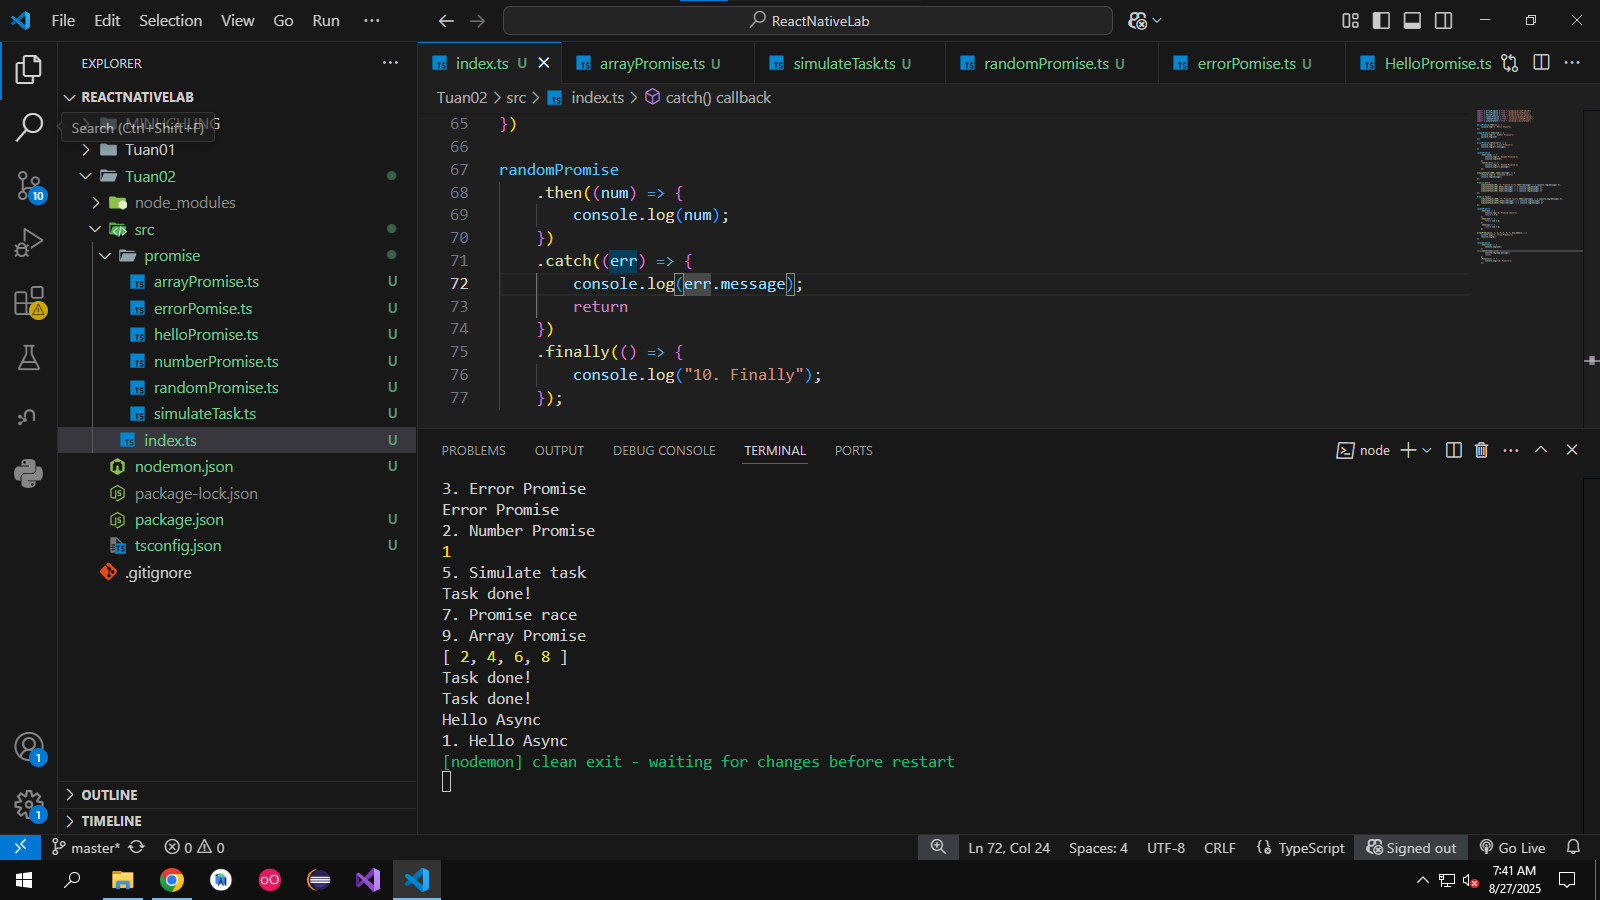 File Edit Selection View Go Run ···
ReactNativeLab
EXPLORER
REACTNATIVELAB
Search (Ctrl+Shift+F)
Tuan01
Tuan02
node_modules
src
promise
arrayPromise.ts U
errorPomise.ts U
helloPromise.ts U
numberPromise.ts U
randomPromise.ts U
simulateTask.ts U
index.ts U
nodemon.json U
package-lock.json
package.json U
tsconfig.json U
.gitignore
OUTLINE
TIMELINE
10
1
1
index.ts U arrayPromise.ts U simulateTask.ts U randomPromise.ts U errorPomise.ts U HelloPromise.ts
Tuan02 > src > index.ts > catch() callback
65 })
66
67 randomPromise
68 .then((num) => {
69 console.log(num);
70 })
71 .catch((err) => {
72 console.log(err.message);
73 return
74 })
75 .finally(() => {
76 console.log("10. Finally");
77 });
PROBLEMS OUTPUT DEBUG CONSOLE TERMINAL PORTS
node
3. Error Promise
Error Promise
2. Number Promise
1
5. Simulate task
Task done!
7. Promise race
9. Array Promise
[ 2, 4, 6, 8 ]
Task done!
Task done!
Hello Async
1. Hello Async
[nodemon] clean exit - waiting for changes before restart
master* 0 0
Ln 72, Col 24 Spaces: 4 UTF-8 CRLF TypeScript Signed out Go Live
7:41 AM
8/27/2025